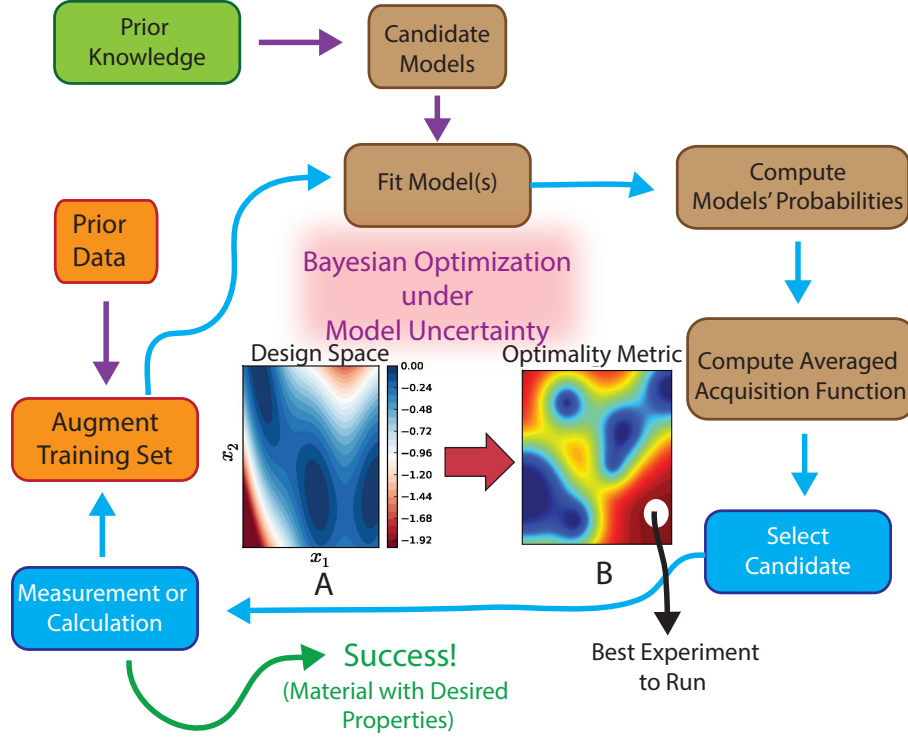 Prior
Knowledge
Candidate
Models
Fit Model(s)
Compute
Models' Probabilities
Prior
Data
Bayesian Optimization
under
Model Uncertainty
Compute Averaged
Acquisition Function
Augment
Training Set
Design Space
x₂
x₁
0.00
−0.24
−0.48
−0.72
−0.96
−1.20
−1.44
−1.68
−1.92
A
Optimality Metric
B
Select
Candidate
Measurement or
Calculation
Best Experiment
to Run
Success!
(Material with Desired
Properties)